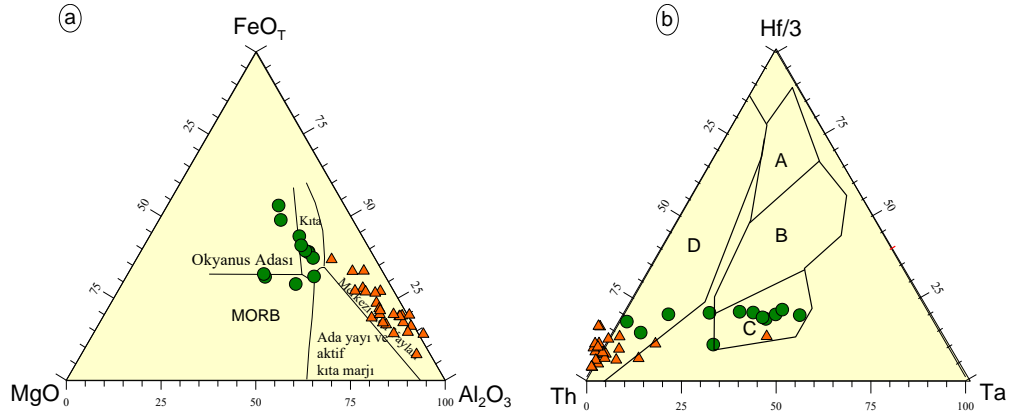 a
FeO_T
25
75
50
50
Kıta
Okyanus Adası
75
25
MORB
Merkezi
yayla
Ada yayı ve
aktif
kıta marjı
MgO
0
25
50
75
100
Al₂O₃
b
Hf/3
25
75
A
50
50
B
D
75
25
C
Th
0
25
50
75
100
Ta